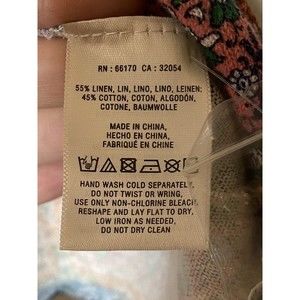 RN : 66170 CA : 32054
55% LINEN, LIN, LINO, LINO, LEINEN;
45% COTTON, COTON, ALGODÓN,
COTONE, BAUMWOLLE
MADE IN CHINA,
HECHO EN CHINA,
FABRIQUÉ EN CHINE
HAND WASH COLD SEPARATELY.
DO NOT TWIST OR WRING,
USE ONLY NON-CHLORINE BLEACH,
RESHAPE AND LAY FLAT TO DRY.
LOW IRON AS NEEDED,
DO NOT DRY CLEAN